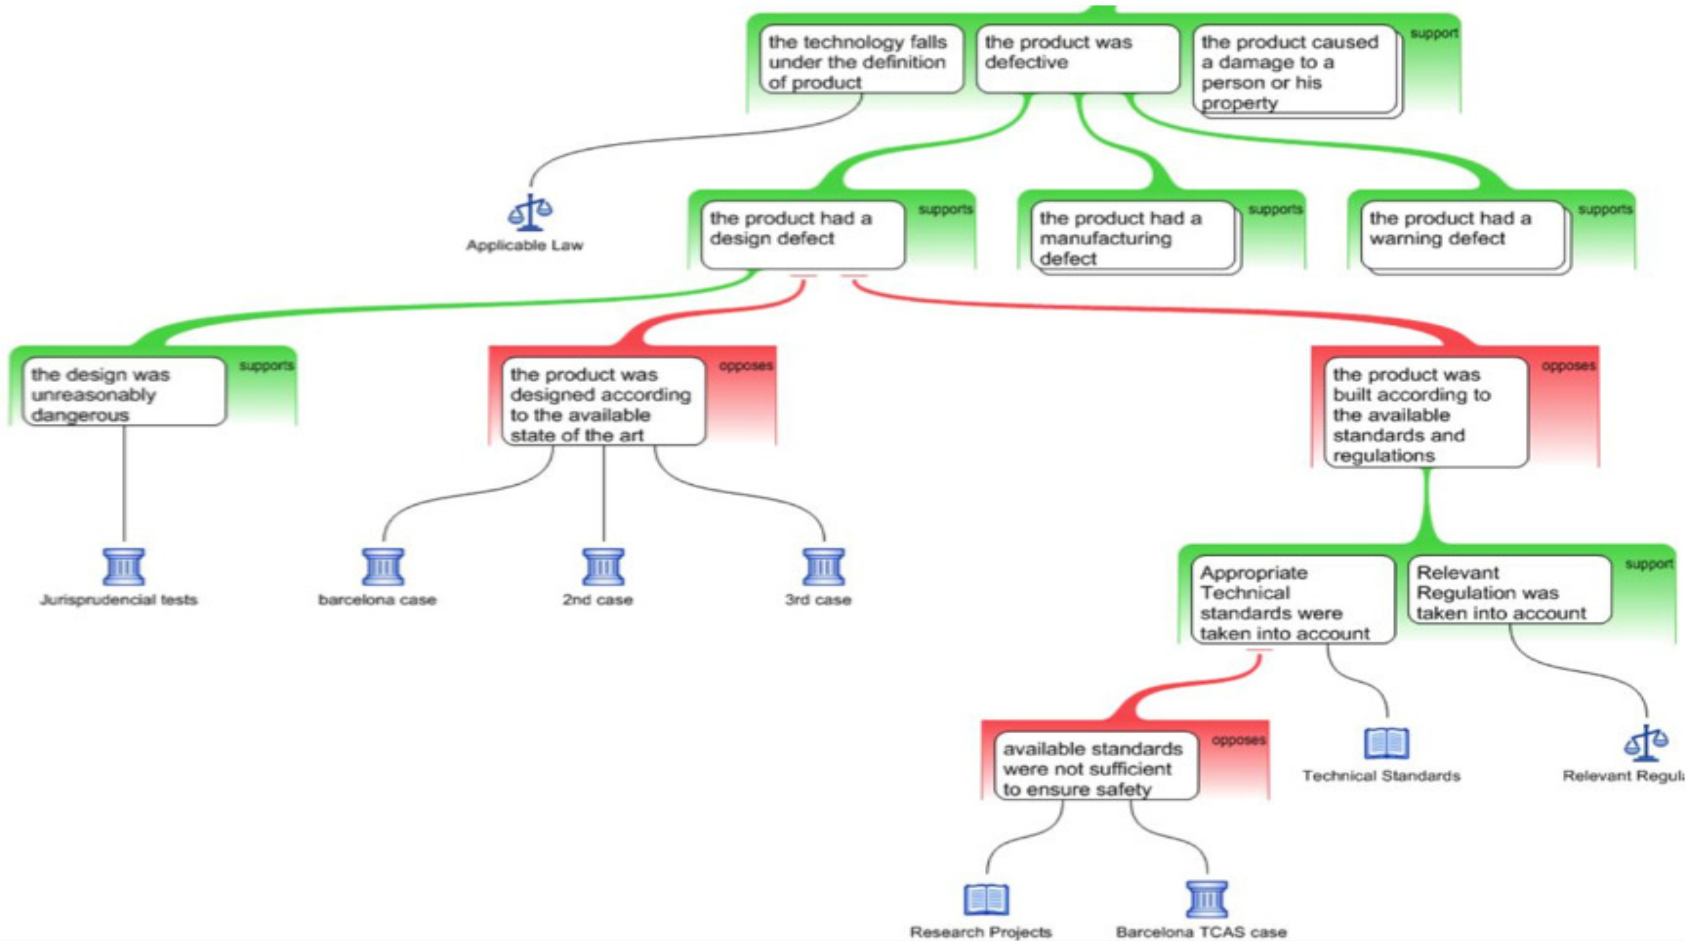 the technology falls
under the definition
of product
the product was
defective
the product caused
a damage to a
person or his
property
support
Applicable Law
the product had a
design defect
supports
the product had a
manufacturing
defect
supports
the product had a
warning defect
supports
the design was
unreasonably
dangerous
supports
the product was
designed according
to the available
state of the art
opposes
the product was
built according to
the available
standards and
regulations
opposes
Jurisprudencial tests
barcelona case
2nd case
3rd case
Appropriate
Technical
standards were
taken into account
Relevant
Regulation was
taken into account
support
available standards
were not sufficient
to ensure safety
opposes
Technical Standards
Relevant Regul
Research Projects
Barcelona TCAS case